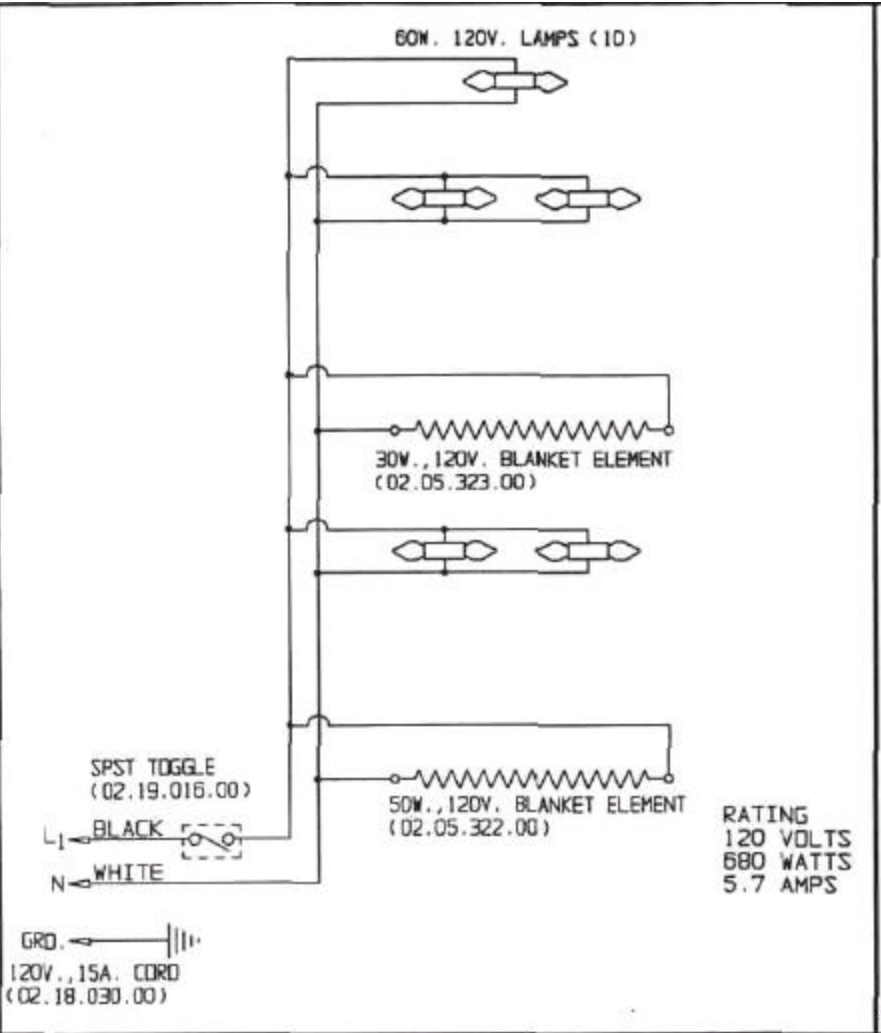 60W. 120V. LAMPS (10)
30W.,120V. BLANKET ELEMENT
(02.05.323.00)
SPST TOGGLE
(02.19.016.00)
50W.,120V. BLANKET ELEMENT
(02.05.322.00)
L1 BLACK
N WHITE
RATING
120 VOLTS
680 WATTS
5.7 AMPS
GRD.
120V.,15A. CORD
(02.18.030.00)